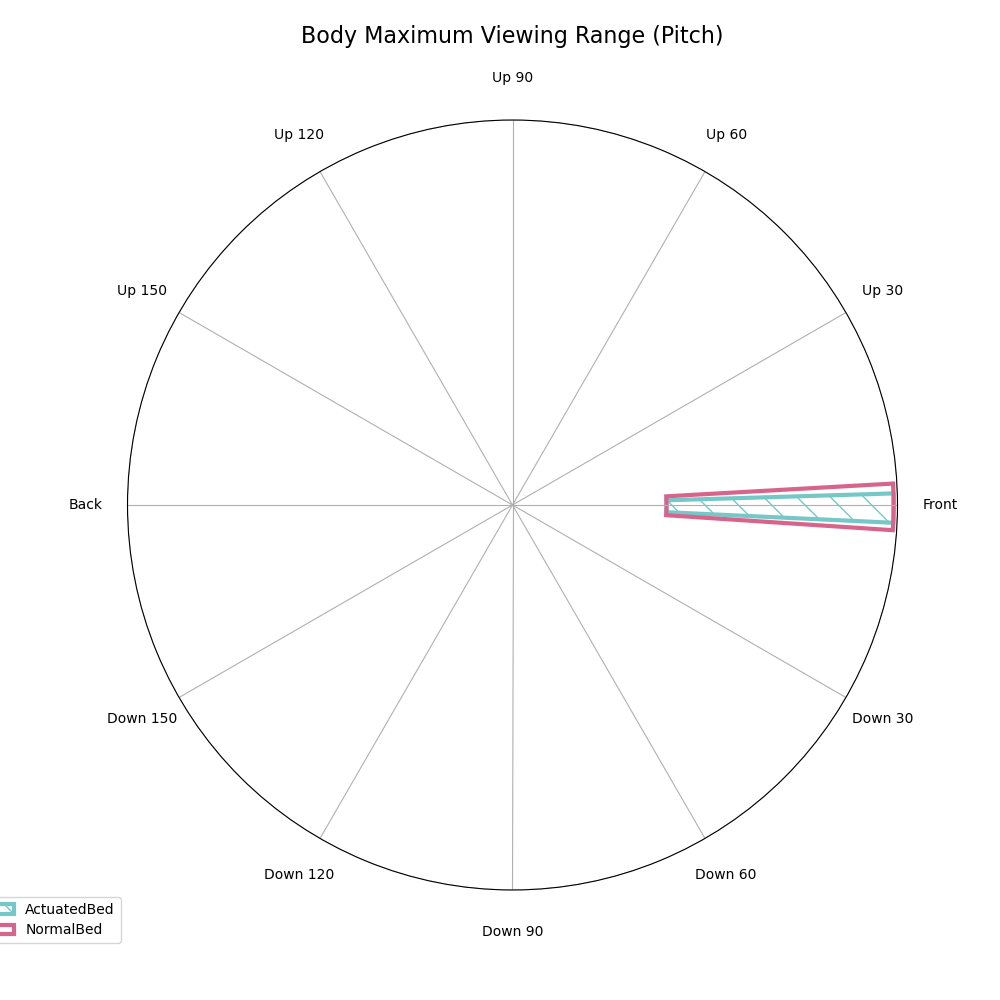 Body Maximum Viewing Range (Pitch)
Up 90
Up 120
Up 60
Up 150
Up 30
Back
Front
Down 150
Down 30
Down 120
Down 60
Down 90
ActuatedBed
NormalBed